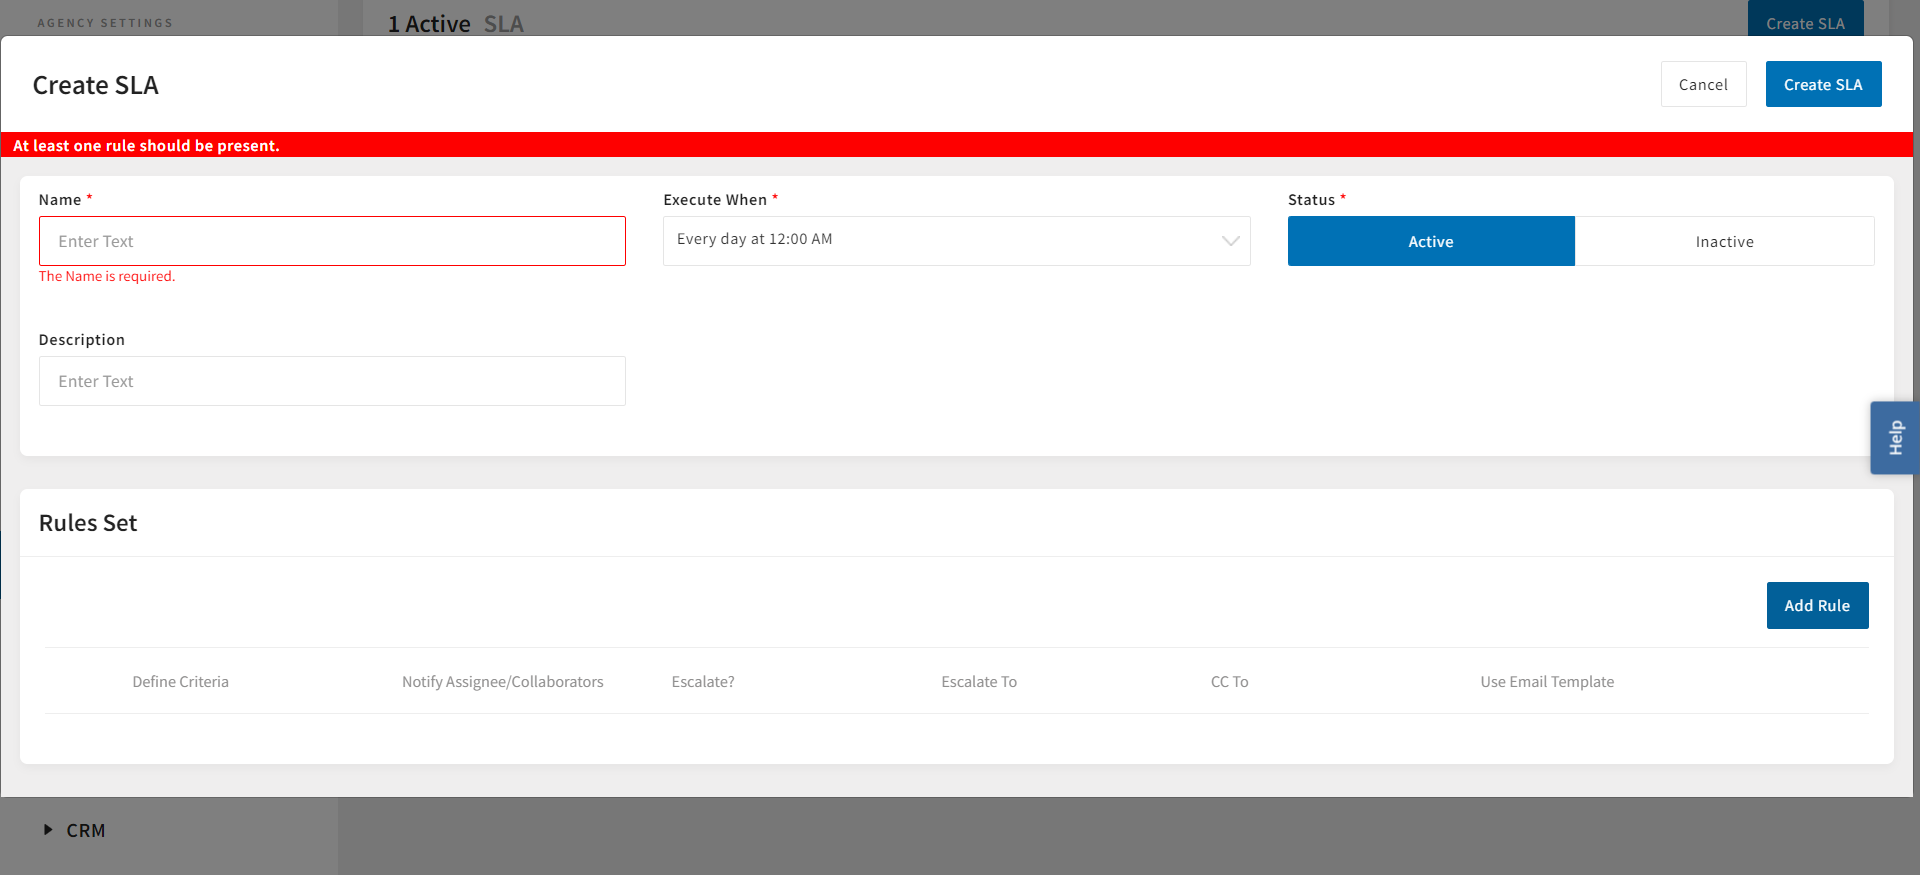 AGENCY SETTINGS
1 Active SLA
Create SLA
Create SLA
Cancel
Create SLA
At least one rule should be present.
Name *
Execute When *
Status *
Enter Text
Every day at 12:00 AM
Active
Inactive
The Name is required.
Description
Enter Text
Help
Rules Set
Add Rule
Define Criteria
Notify Assignee/Collaborators
Escalate?
Escalate To
CC To
Use Email Template
CRM